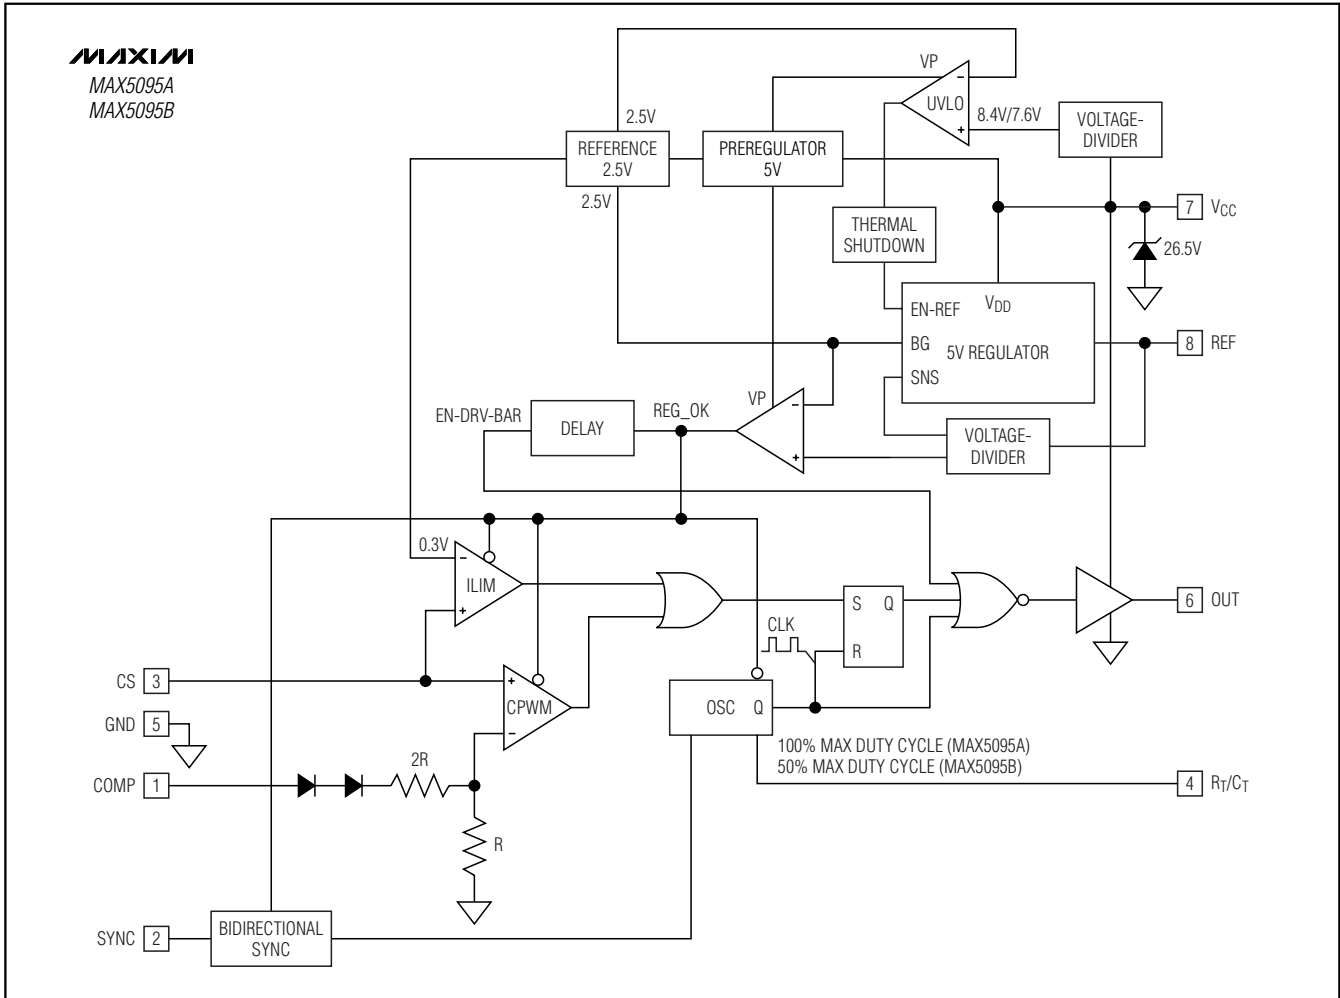 MAXIM
MAX5095A
MAX5095B
VP
−
UVLO
+
8.4V/7.6V
VOLTAGE-
DIVIDER
2.5V
REFERENCE
2.5V
PREREGULATOR
5V
2.5V
THERMAL
SHUTDOWN
7
VCC
26.5V
EN-REF
VDD
BG
5V REGULATOR
SNS
8
REF
VP
−
+
EN-DRV-BAR
DELAY
REG_OK
VOLTAGE-
DIVIDER
0.3V
−
ILIM
+
S
Q
R
CLK
6
OUT
CS
3
+
CPWM
−
OSC
Q
GND
5
100% MAX DUTY CYCLE (MAX5095A)
50% MAX DUTY CYCLE (MAX5095B)
COMP
1
2R
R
4
RT/CT
SYNC
2
BIDIRECTIONAL
SYNC